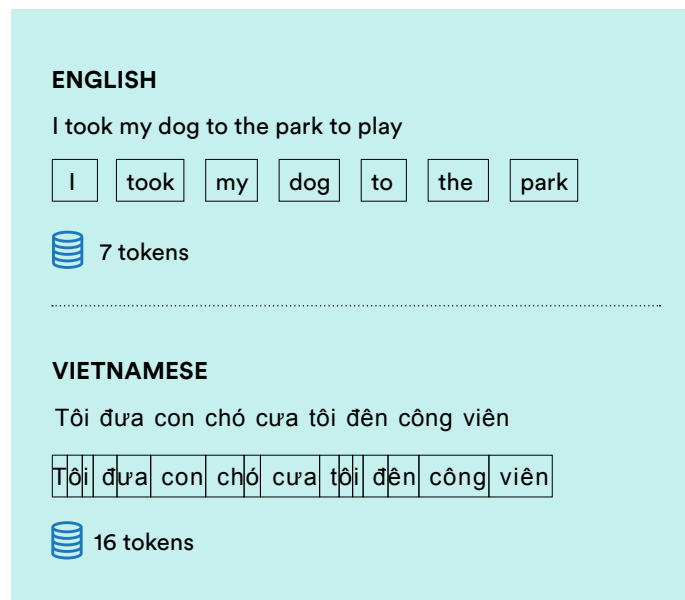 ENGLISH
I took my dog to the park to play
I took my dog to the park
7 tokens
VIETNAMESE
Tôi đưa con chó cưa tôi đên công viên
Tôi đưa con chó cưa tôi đên công viên
16 tokens